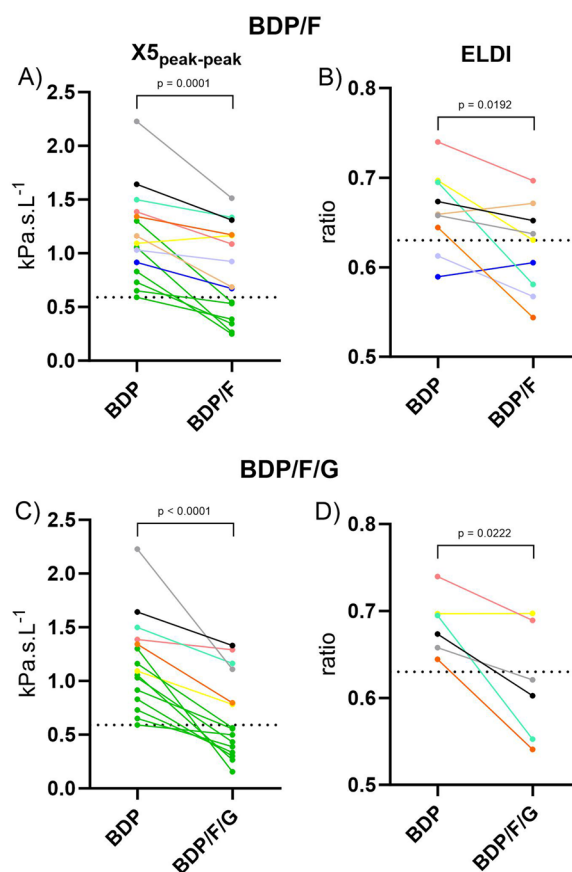 BDP/F
X5peak-peak
ELDI
A)
B)
p = 0.0001
p = 0.0192
2.5
2.0
1.5
1.0
0.5
0.0
kPa.s.L-1
0.8
0.7
0.6
0.5
ratio
BDP
BDP/F
BDP
BDP/F
BDP/F/G
C)
D)
p < 0.0001
p = 0.0222
2.5
2.0
1.5
1.0
0.5
0.0
kPa.s.L-1
0.8
0.7
0.6
0.5
ratio
BDP
BDP/F/G
BDP
BDP/F/G